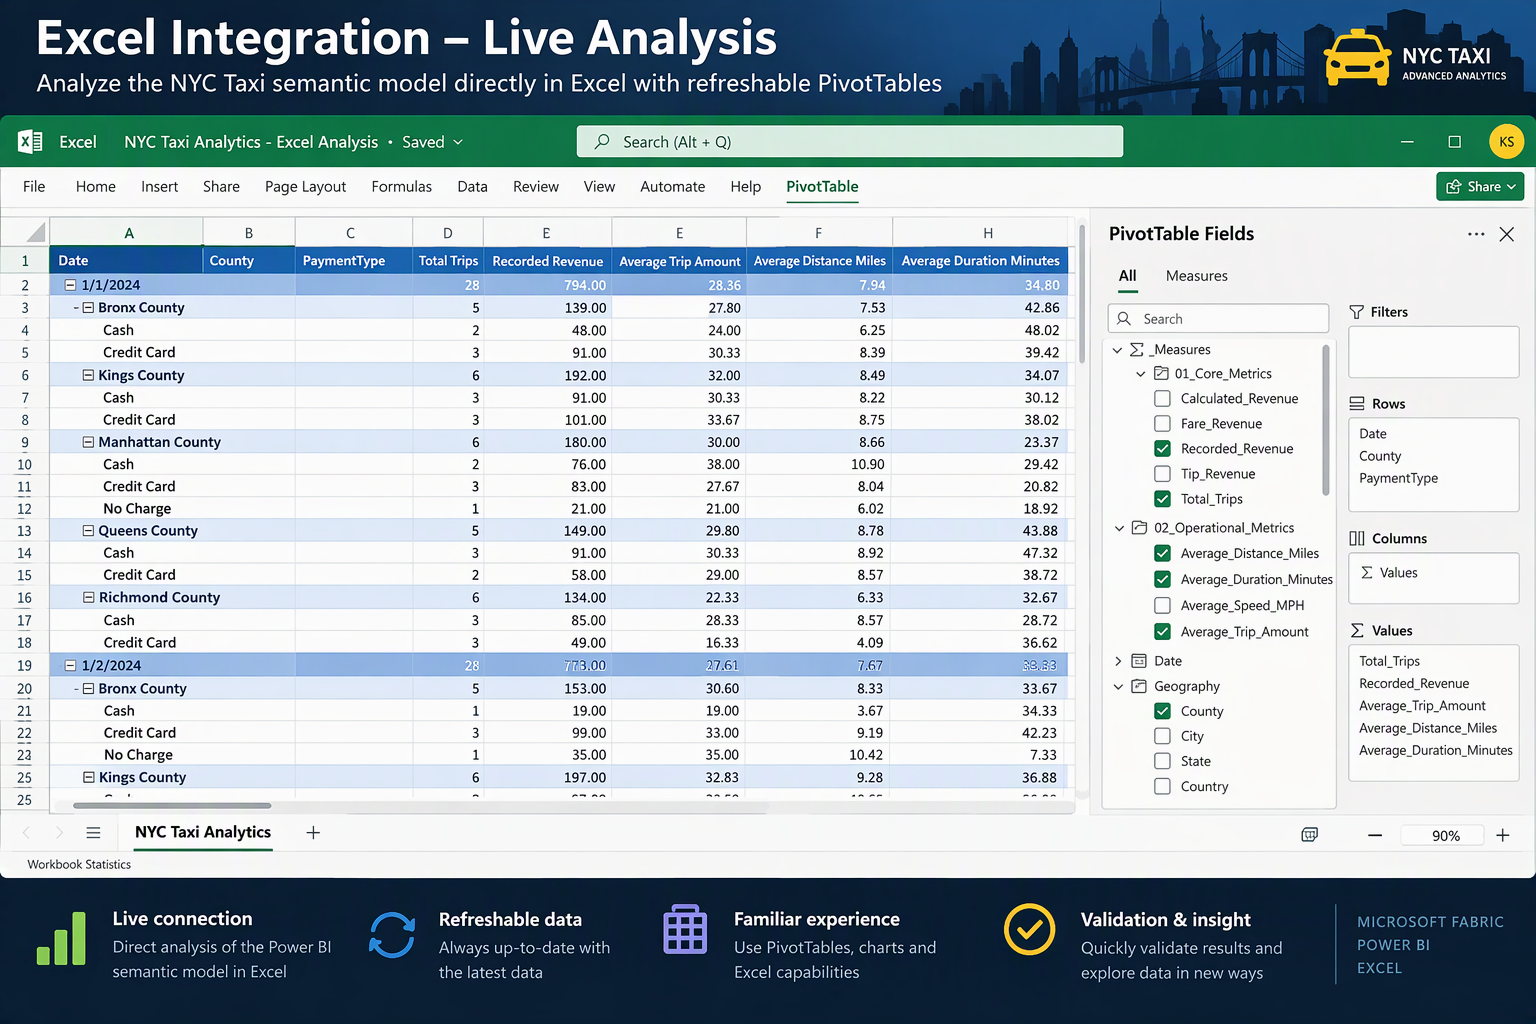 Excel Integration – Live Analysis
Analyze the NYC Taxi semantic model directly in Excel with refreshable PivotTables
NYC TAXI
ADVANCED ANALYTICS
Excel NYC Taxi Analytics - Excel Analysis • Saved
Search (Alt + Q)
KS
File Home Insert Share Page Layout Formulas Data Review View Automate Help PivotTable
Share
A B C D E E F H
1 Date County PaymentType Total Trips Recorded Revenue Average Trip Amount Average Distance Miles Average Duration Minutes
2 1/1/2024 28 794.00 28.36 7.94 34.80
3 - Bronx County 5 139.00 27.80 7.53 42.86
4 Cash 2 48.00 24.00 6.25 48.02
5 Credit Card 3 91.00 30.33 8.39 39.42
6 Kings County 6 192.00 32.00 8.49 34.07
7 Cash 3 91.00 30.33 8.22 30.12
8 Credit Card 3 101.00 33.67 8.75 38.02
9 Manhattan County 6 180.00 30.00 8.66 23.37
10 Cash 2 76.00 38.00 10.90 29.42
11 Credit Card 3 83.00 27.67 8.04 20.82
12 No Charge 1 21.00 21.00 6.02 18.92
13 Queens County 5 149.00 29.80 8.78 43.88
14 Cash 3 91.00 30.33 8.92 47.32
15 Credit Card 2 58.00 29.00 8.57 38.72
16 Richmond County 6 134.00 22.33 6.33 32.67
17 Cash 3 85.00 28.33 8.57 28.72
18 Credit Card 3 49.00 16.33 4.09 36.62
19 1/2/2024 28 773.00 27.61 7.67
20 - Bronx County 5 153.00 30.60 8.33 33.67
21 Cash 1 19.00 19.00 3.67 34.33
22 Credit Card 3 99.00 33.00 9.19 42.23
23 No Charge 1 35.00 35.00 10.42 7.33
25 Kings County 6 197.00 32.83 9.28 36.88
25
PivotTable Fields
All Measures
Search
_Measures
01_Core_Metrics
Calculated_Revenue
Fare_Revenue
Recorded_Revenue
Tip_Revenue
Total_Trips
02_Operational_Metrics
Average_Distance_Miles
Average_Duration_Minutes
Average_Speed_MPH
Average_Trip_Amount
Date
Geography
County
City
State
Country
Filters
Rows
Date
County
PaymentType
Columns
Σ Values
Σ Values
Total_Trips
Recorded_Revenue
Average_Trip_Amount
Average_Distance_Miles
Average_Duration_Minutes
NYC Taxi Analytics
90%
Workbook Statistics
Live connection
Direct analysis of the Power BI
semantic model in Excel
Refreshable data
Always up-to-date with
the latest data
Familiar experience
Use PivotTables, charts and
Excel capabilities
Validation & insight
Quickly validate results and
explore data in new ways
MICROSOFT FABRIC
POWER BI
EXCEL